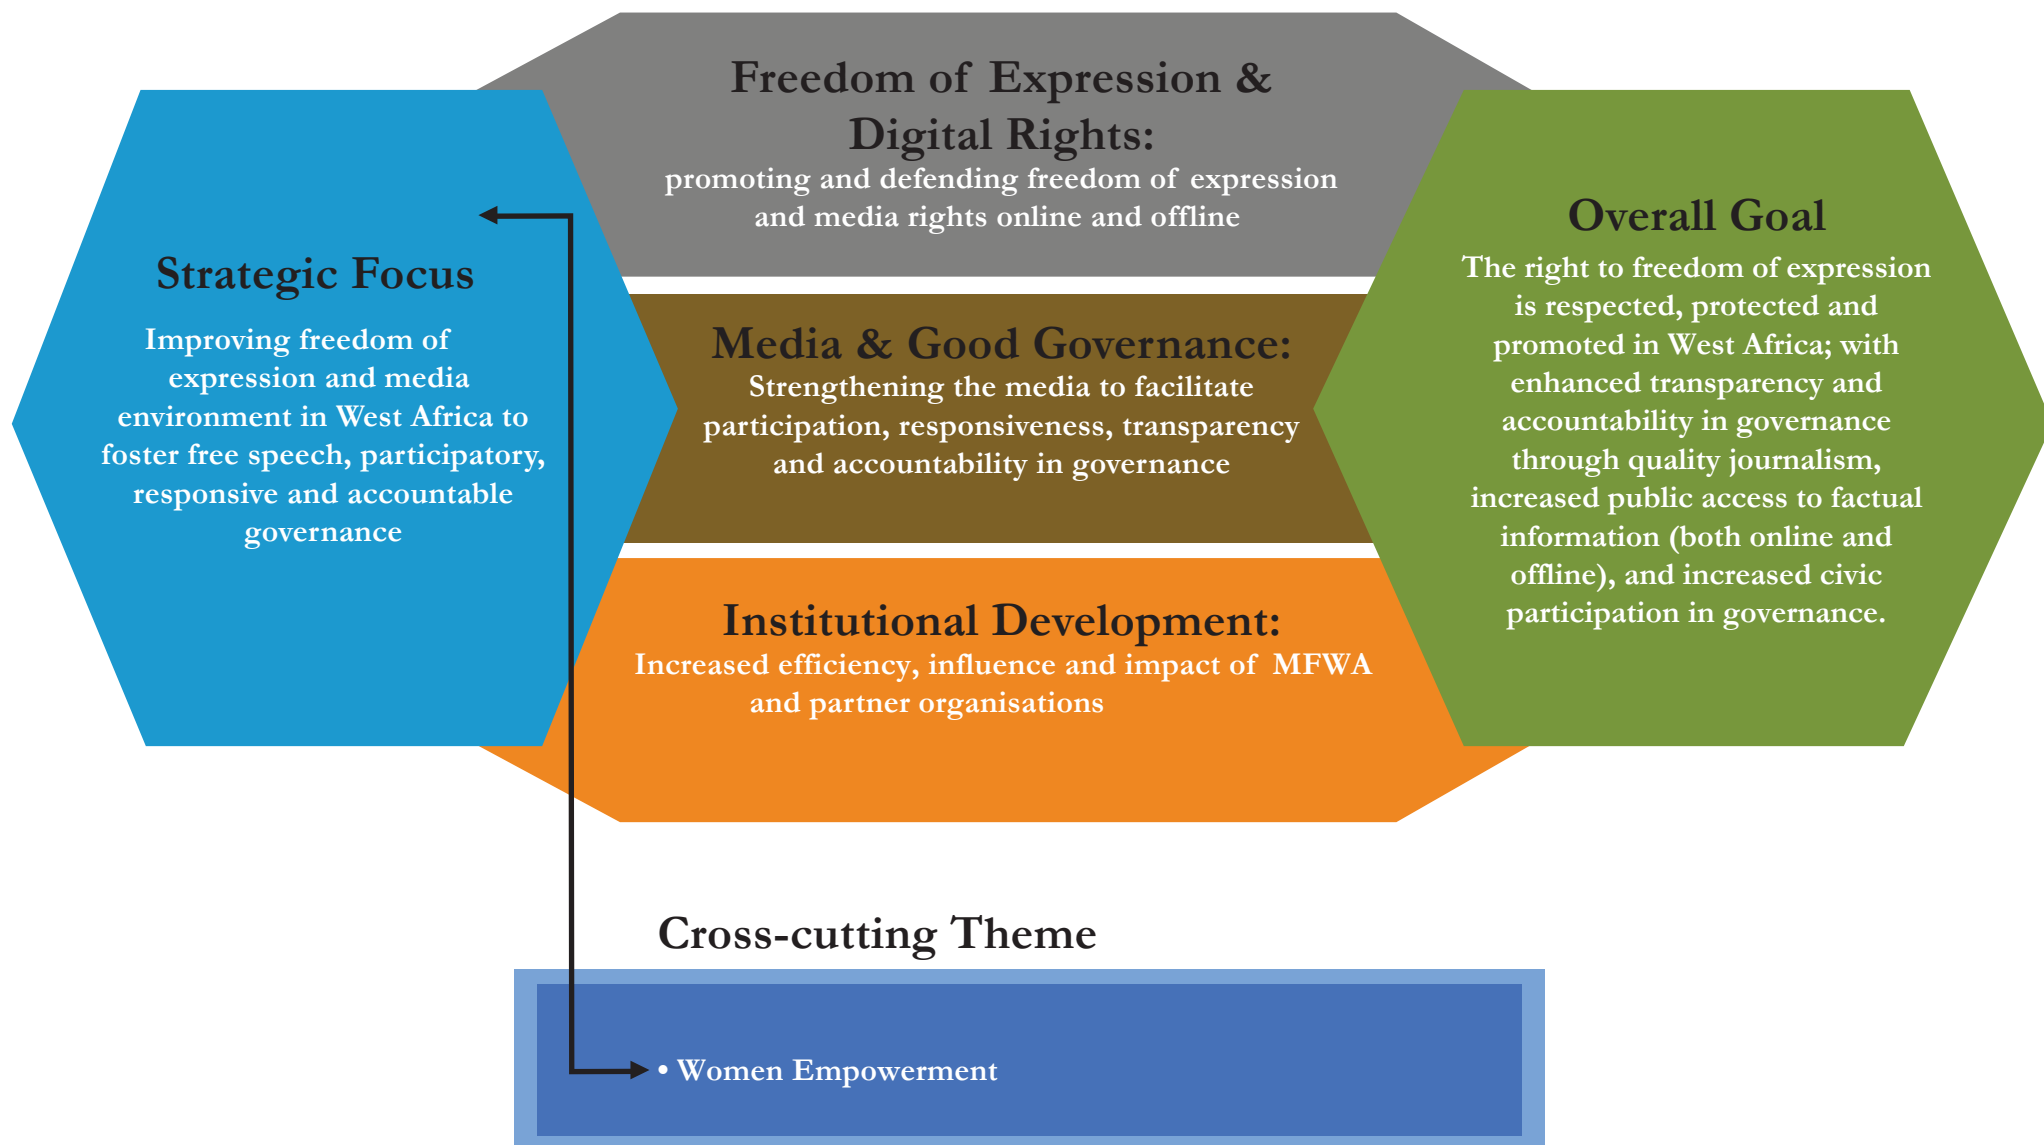 Freedom of Expression &
Digital Rights:
promoting and defending freedom of expression
and media rights online and offline
Strategic Focus
Improving freedom of
expression and media
environment in West Africa to
foster free speech, participatory,
responsive and accountable
governance
Media & Good Governance:
Strengthening the media to facilitate
participation, responsiveness, transparency
and accountability in governance
Institutional Development:
Increased efficiency, influence and impact of MFWA
and partner organisations
Overall Goal
The right to freedom of expression
is respected, protected and
promoted in West Africa; with
enhanced transparency and
accountability in governance
through quality journalism,
increased public access to factual
information (both online and
offline), and increased civic
participation in governance.
Cross-cutting Theme
• Women Empowerment